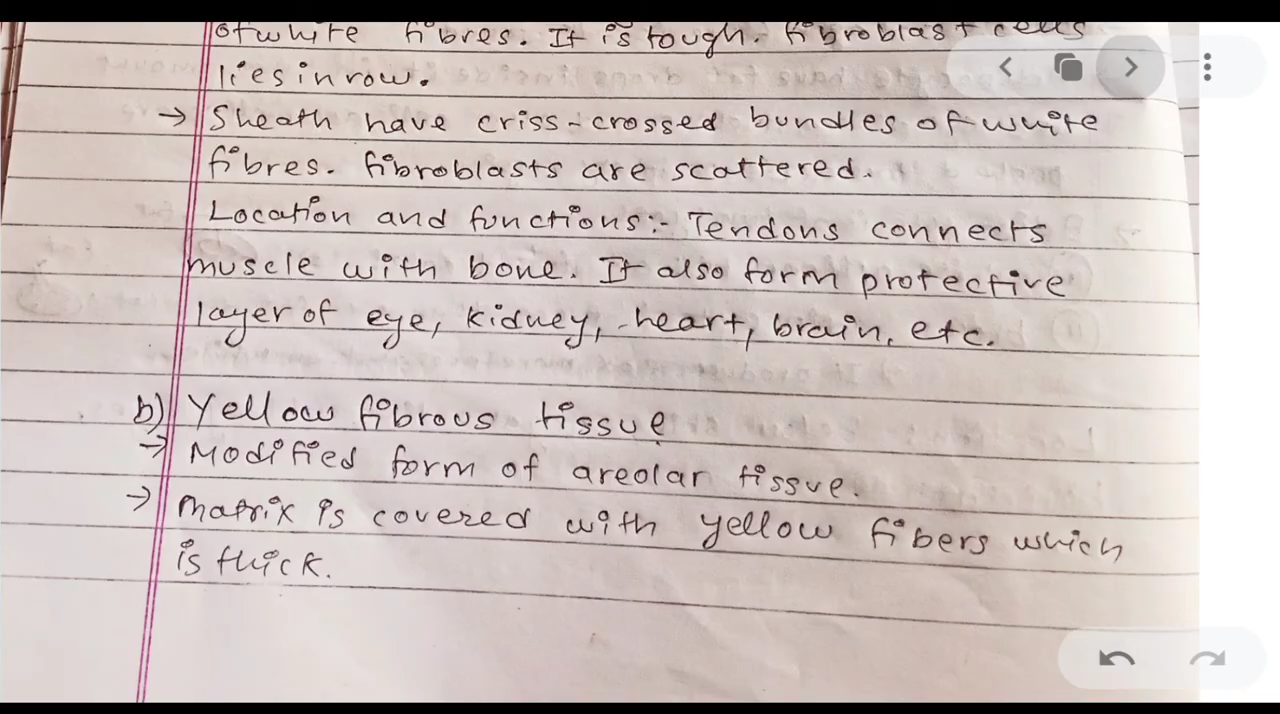 of white fibres. It is tough. fibroblast cells
lies in row.
→ Sheath have criss-crossed bundles of white
fibres. fibroblasts are scattered.
Location and functions:- Tendons connects
muscle with bone. It also form protective
layer of eye, kidney, heart, brain, etc.
b) Yellow fibrous tissue
→ Modified form of areolar tissue.
→ Matrix is covered with yellow fibers which
is thick.